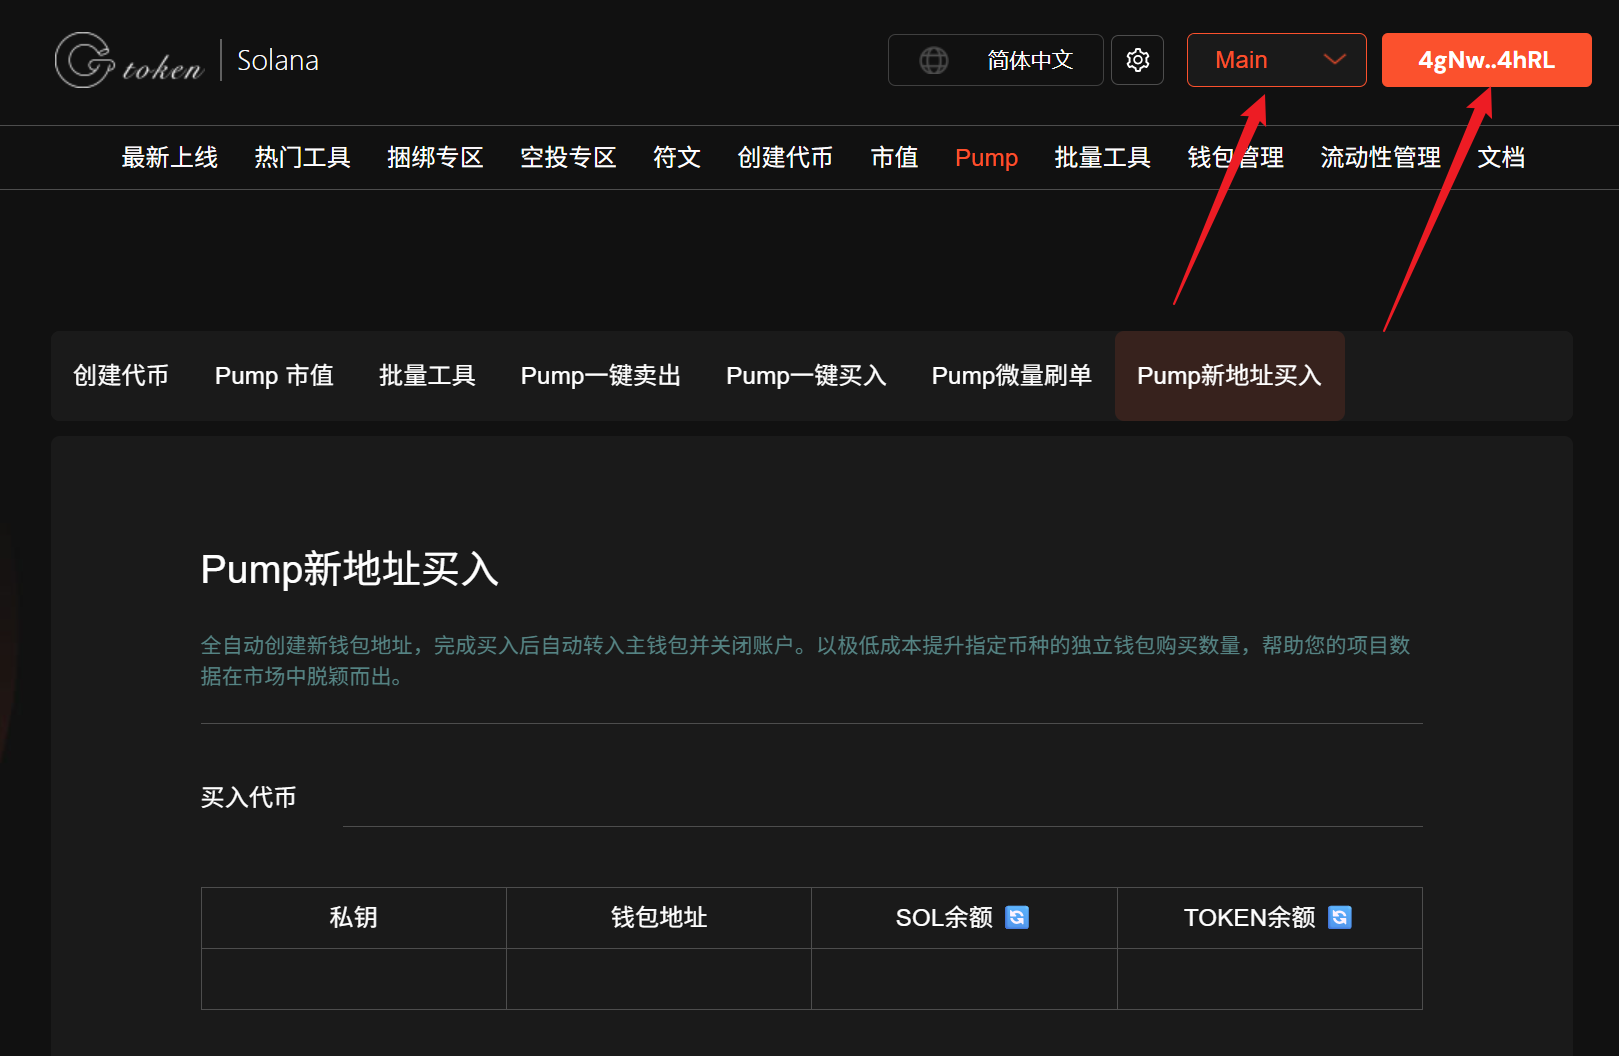 Gtoken | Solana
简体中文
Main
4gNw..4hRL
最新上线 热门工具 捆绑专区 空投专区 符文 创建代币 市值 Pump 批量工具 钱包管理 流动性管理 文档
创建代币 Pump 市值 批量工具 Pump一键卖出 Pump一键买入 Pump微量刷单 Pump新地址买入
Pump新地址买入
全自动创建新钱包地址，完成买入后自动转入主钱包并关闭账户。以极低成本提升指定币种的独立钱包购买数量，帮助您的项目数
据在市场中脱颖而出。
买入代币
私钥 钱包地址 SOL余额 TOKEN余额